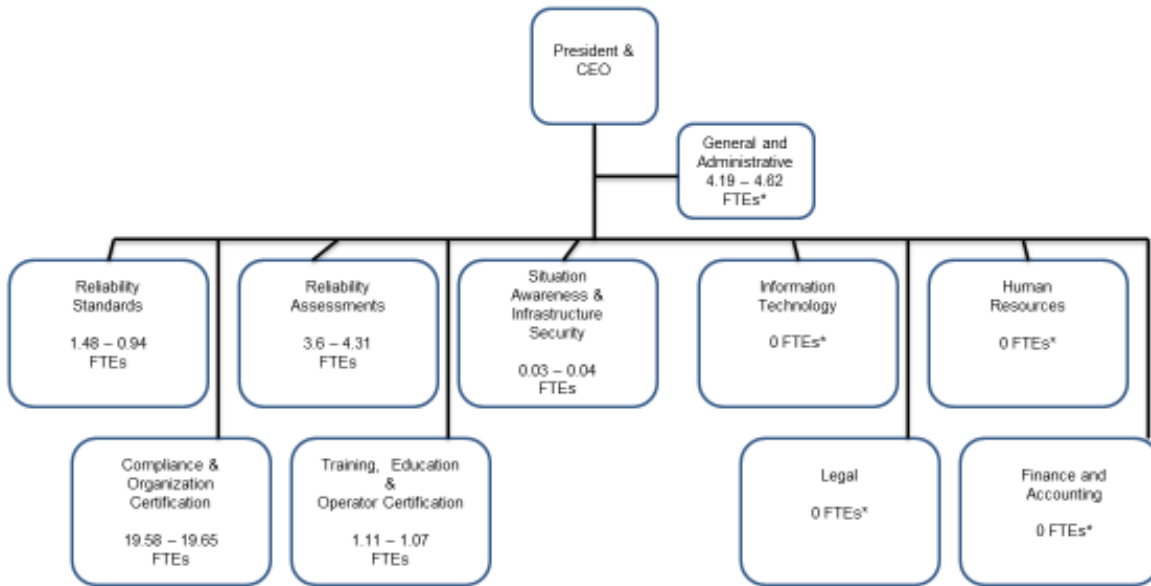 President &
CEO
General and
Administrative
4.19 – 4.62
FTEs*
Reliability
Standards
1.48 – 0.94
FTEs
Reliability
Assessments
3.6 – 4.31
FTEs
Situation
Awareness &
Infrastructure
Security
0.03 – 0.04
FTEs
Information
Technology
0 FTEs*
Human
Resources
0 FTEs*
Compliance &
Organization
Certification
19.58 – 19.65
FTEs
Training, Education
&
Operator Certification
1.11 – 1.07
FTEs
Legal
0 FTEs*
Finance and
Accounting
0 FTEs*